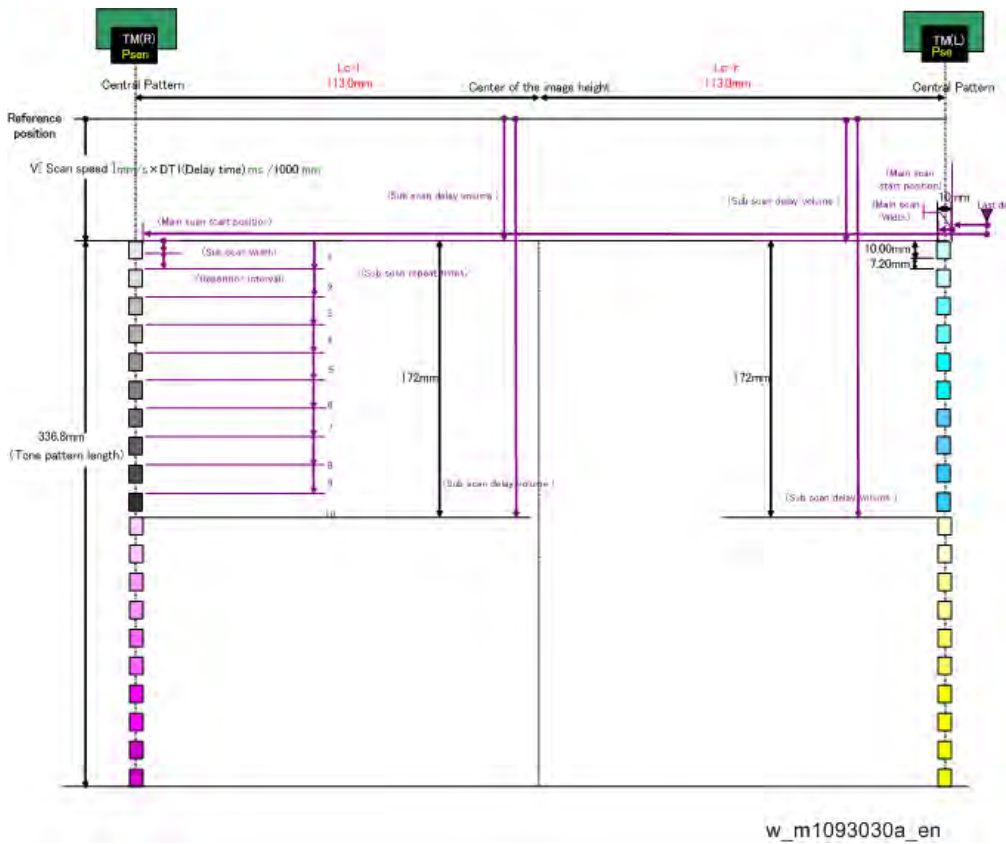 TM(R)
Psen
TM(L)
Pse
Lc-l
113.0mm
Lc-r
113.0mm
Central Pattern
Center of the image height
Central Pattern
Reference
position
V[ Scan speed ]mm/s×DT1(Delay time) ms /1000 mm
(Main scan
start position)
10 mm
(Sub scan delay volume )
(Sub scan delay volume )
(Main scan
Width)
Last d
(Main scan start position)
(Sub scan width)
1
10.00mm
(Sub scan repeat times)
7.20mm
(Repetition interval)
2
3
4
5
172mm
172mm
6
7
336.8mm
(Tone pattern length)
8
9
(Sub scan delay volume )
(Sub scan delay volume )
10
w_m1093030a_en